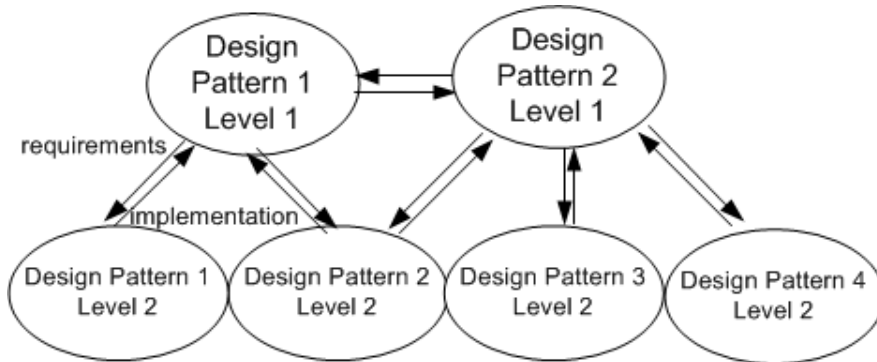 Design
Pattern 1
Level 1
Design
Pattern 2
Level 1
requirements
implementation
Design Pattern 1
Level 2
Design Pattern 2
Level 2
Design Pattern 3
Level 2
Design Pattern 4
Level 2